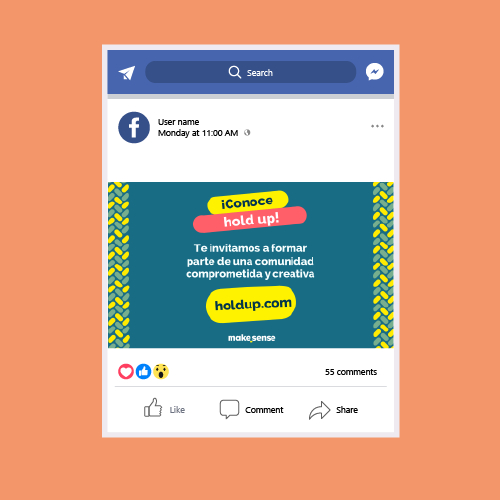 Search
User name
Monday at 11:00 AM
¡Conoce
hold up!
Te invitamos a formar
parte de una comunidad
comprometida y creativa
holdup.com
make_sense
55 comments
Like
Comment
Share